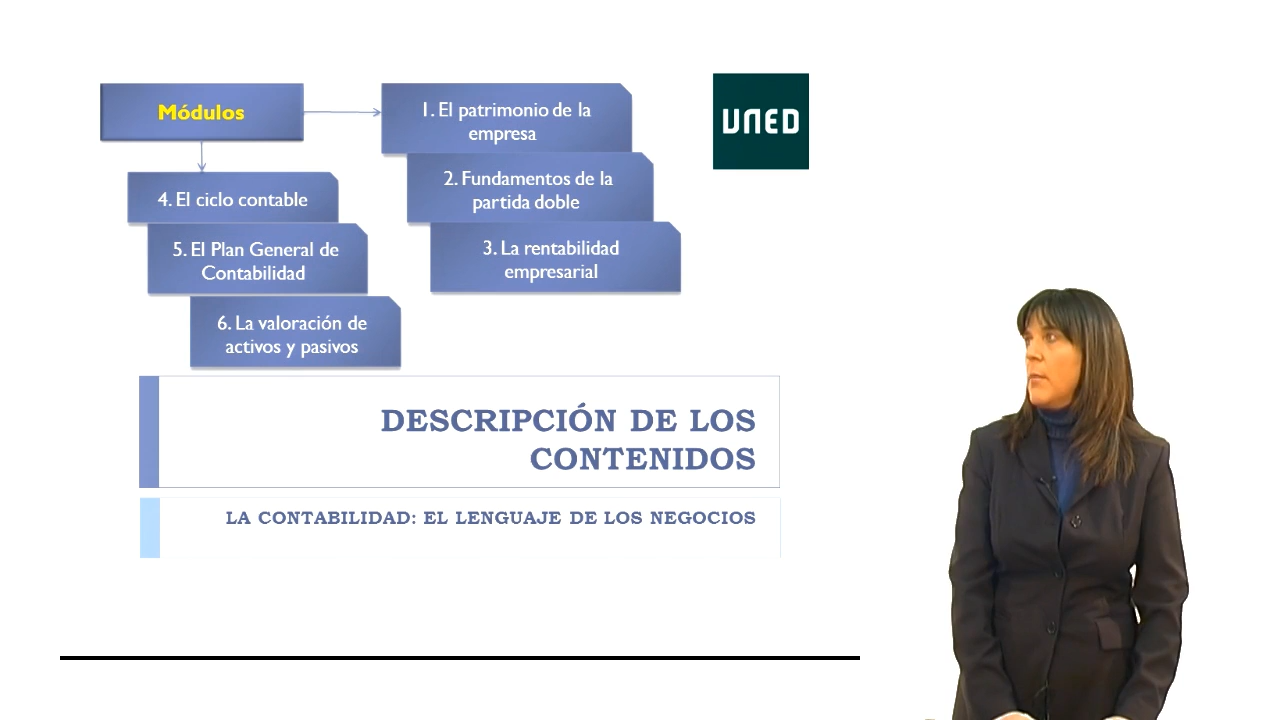 Módulos
1. El patrimonio de la
empresa
2. Fundamentos de la
partida doble
3. La rentabilidad
empresarial
4. El ciclo contable
5. El Plan General de
Contabilidad
6. La valoración de
activos y pasivos
UNED
DESCRIPCIÓN DE LOS
CONTENIDOS
LA CONTABILIDAD: EL LENGUAJE DE LOS NEGOCIOS